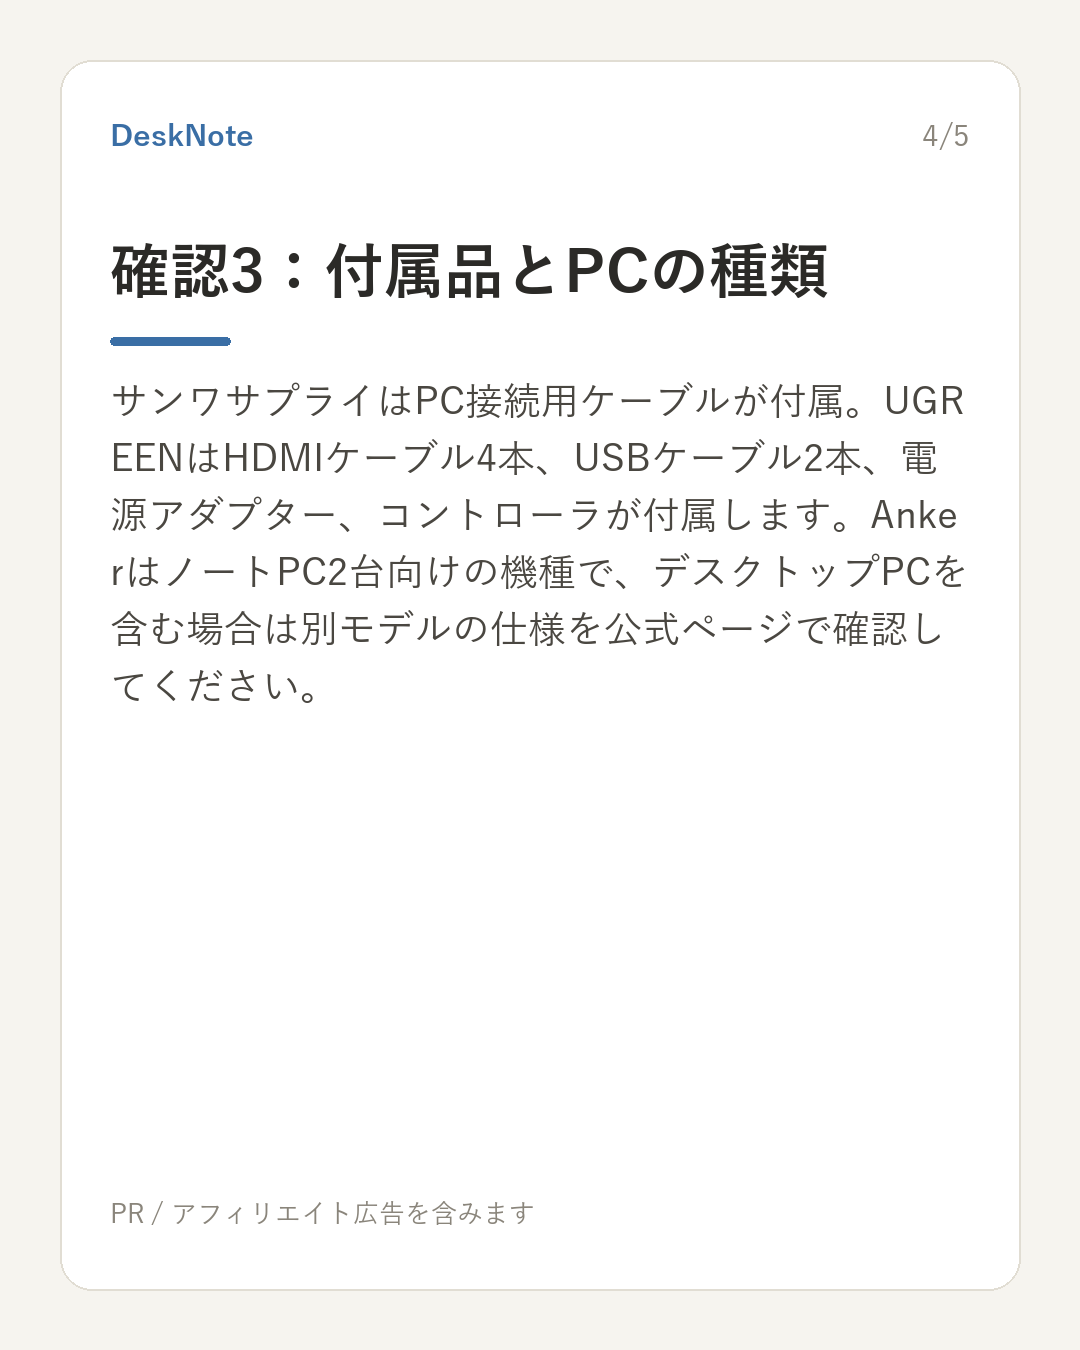 DeskNote
4/5
確認3：付属品とPCの種類
サンワサプライはPC接続用ケーブルが付属。UGR
EENはHDMIケーブル4本、USBケーブル2本、電
源アダプター、コントローラが付属します。Anke
rはノートPC2台向けの機種で、デスクトップPCを
含む場合は別モデルの仕様を公式ページで確認し
てください。
PR / アフィリエイト広告を含みます